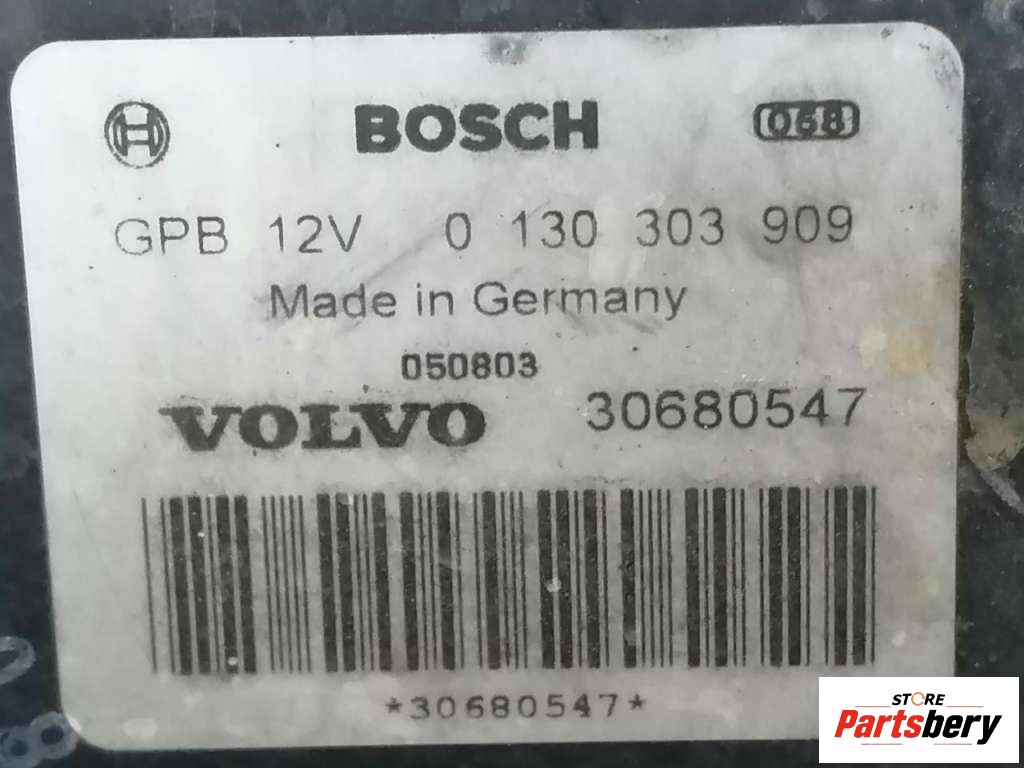 BOSCH 068
GPB 12V 0 130 303 909
Made in Germany
050803
VOLVO 30680547
*30680547*
STORE
Partsbery